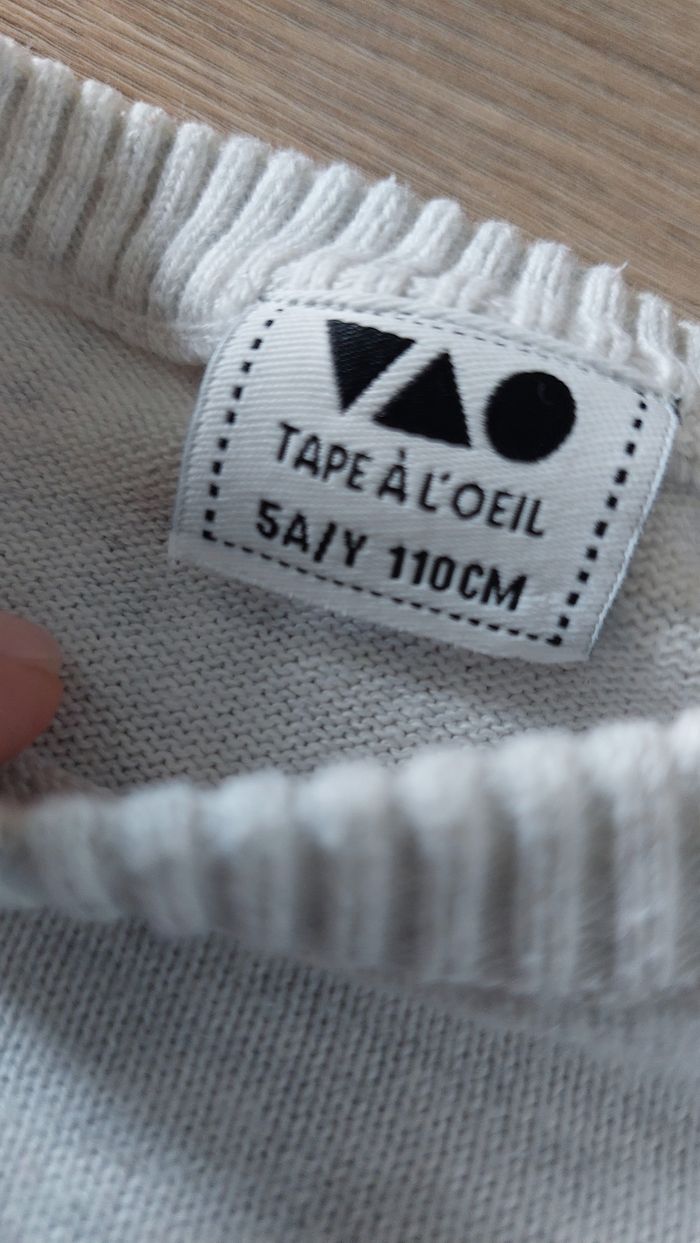 TAPE À L'OEIL
5A/Y 110CM